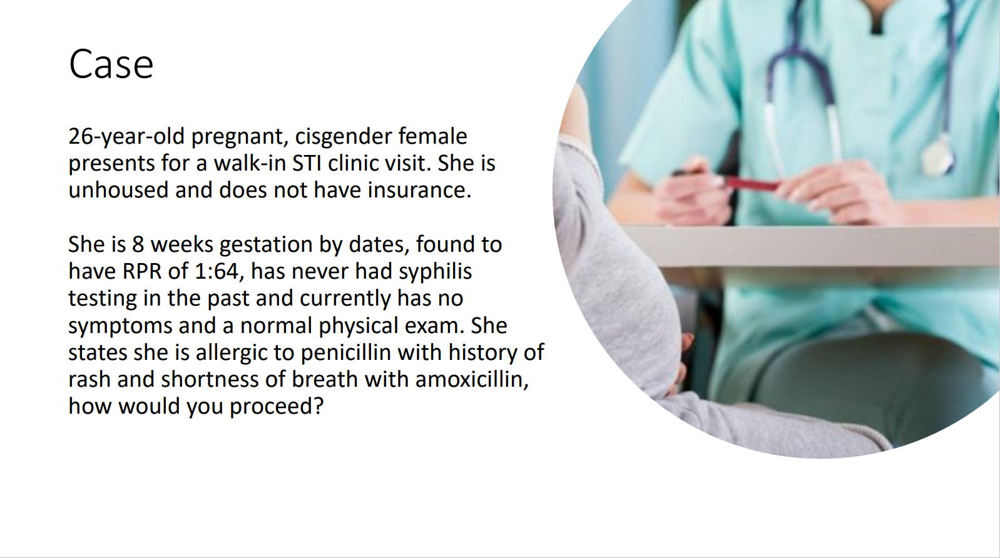 Case
26-year-old pregnant, cisgender female
presents for a walk-in STI clinic visit. She is
unhoused and does not have insurance.
She is 8 weeks gestation by dates, found to
have RPR of 1:64, has never had syphilis
testing in the past and currently has no
symptoms and a normal physical exam. She
states she is allergic to penicillin with history of
rash and shortness of breath with amoxicillin,
how would you proceed?